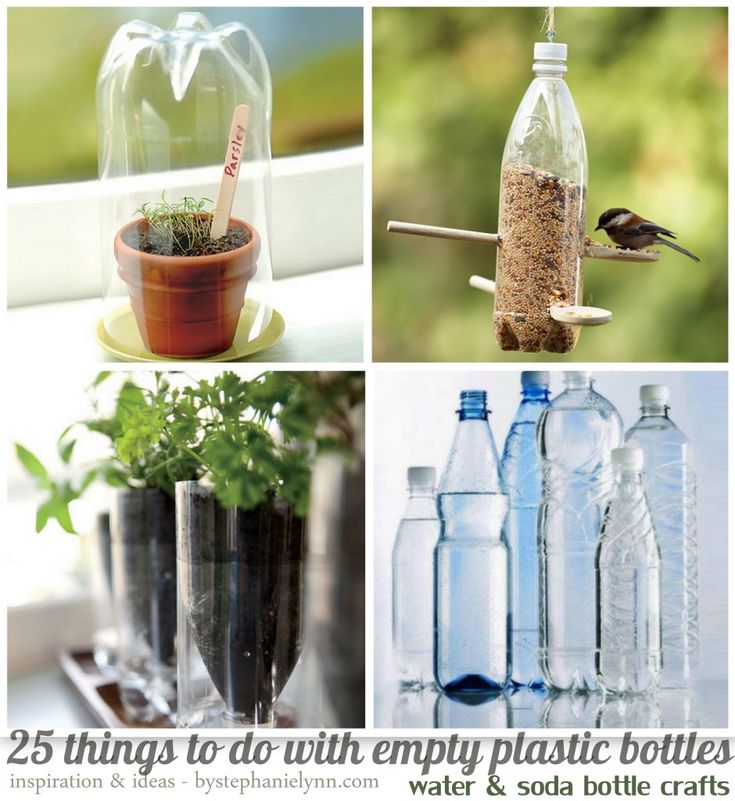 Parsley
25 things to do with empty plastic bottles
inspiration & ideas - bystephanielynn.com
water & soda bottle crafts